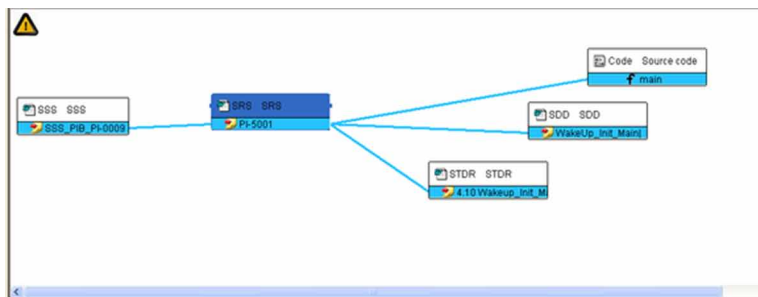 SSS SSS
SSS_PIB_PI-0009
SRS SRS
PI-5001
Code Source code
f main
SDD SDD
WakeUp_Init_Main
STDR STDR
4.10 Wakeup_Init_M